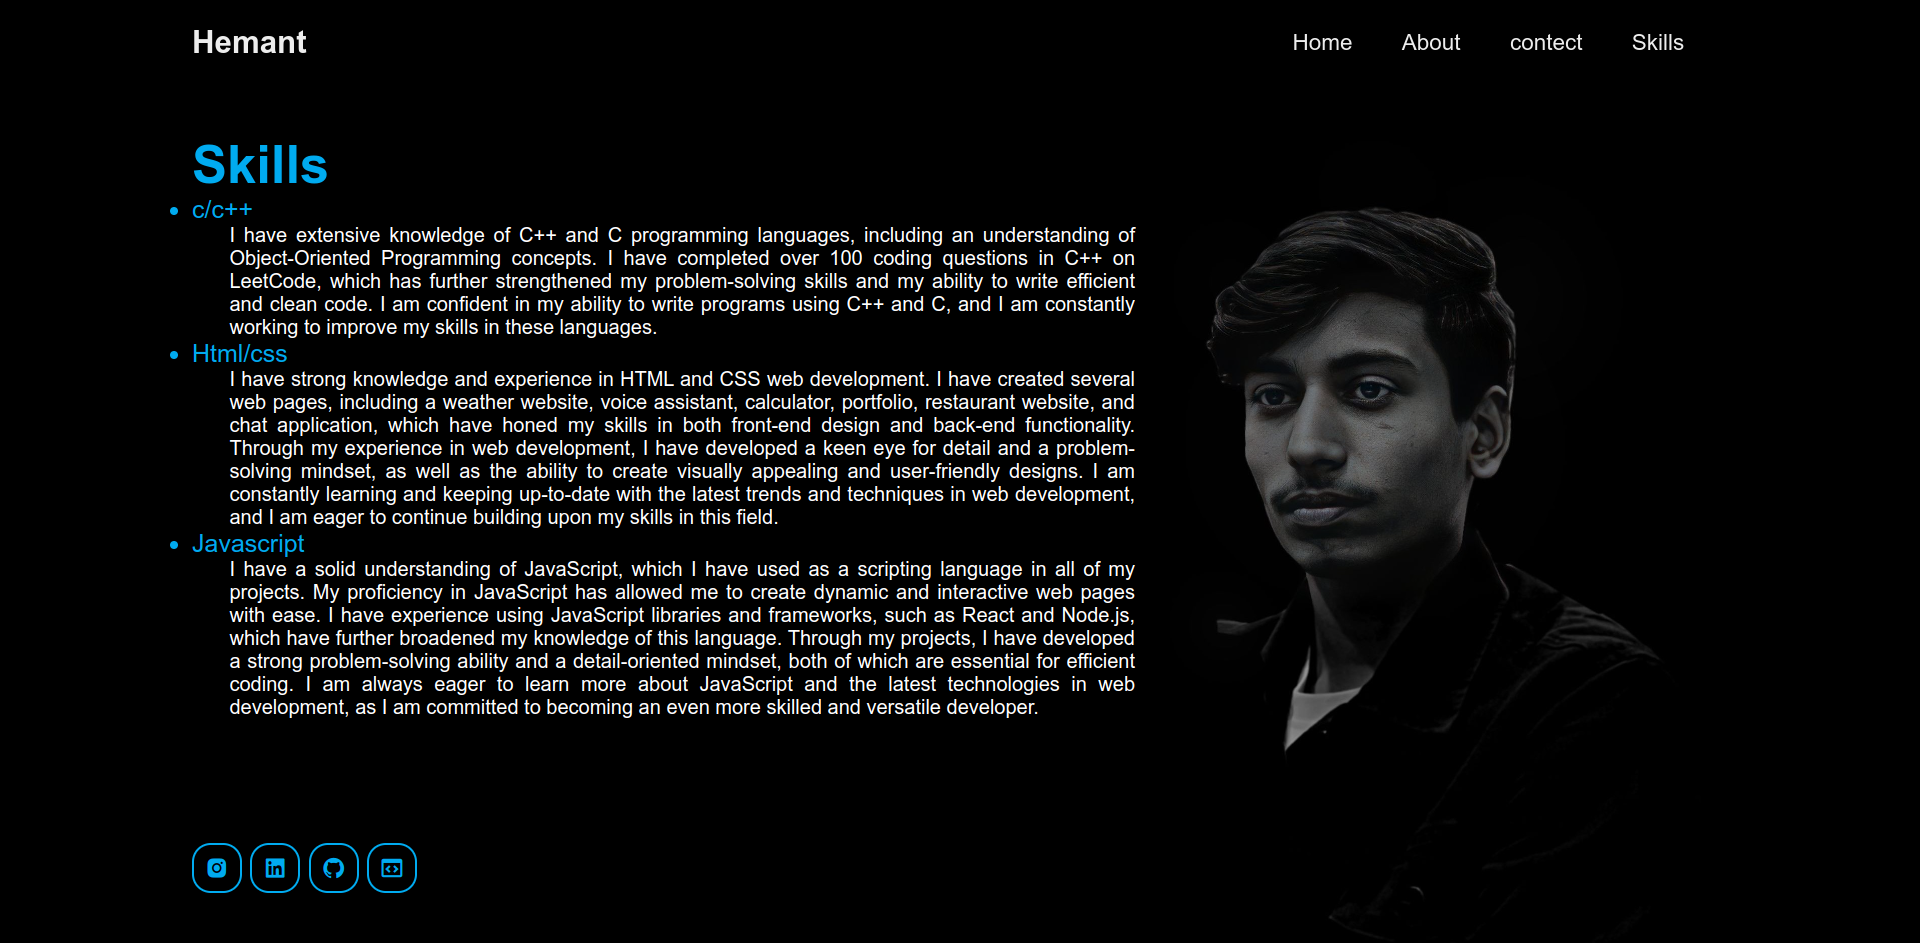 Hemant
Home About contect Skills
Skills
c/c++
I have extensive knowledge of C++ and C programming languages, including an understanding of
Object-Oriented Programming concepts. I have completed over 100 coding questions in C++ on
LeetCode, which has further strengthened my problem-solving skills and my ability to write efficient
and clean code. I am confident in my ability to write programs using C++ and C, and I am constantly
working to improve my skills in these languages.
Html/css
I have strong knowledge and experience in HTML and CSS web development. I have created several
web pages, including a weather website, voice assistant, calculator, portfolio, restaurant website, and
chat application, which have honed my skills in both front-end design and back-end functionality.
Through my experience in web development, I have developed a keen eye for detail and a problem-
solving mindset, as well as the ability to create visually appealing and user-friendly designs. I am
constantly learning and keeping up-to-date with the latest trends and techniques in web development,
and I am eager to continue building upon my skills in this field.
Javascript
I have a solid understanding of JavaScript, which I have used as a scripting language in all of my
projects. My proficiency in JavaScript has allowed me to create dynamic and interactive web pages
with ease. I have experience using JavaScript libraries and frameworks, such as React and Node.js,
which have further broadened my knowledge of this language. Through my projects, I have developed
a strong problem-solving ability and a detail-oriented mindset, both of which are essential for efficient
coding. I am always eager to learn more about JavaScript and the latest technologies in web
development, as I am committed to becoming an even more skilled and versatile developer.